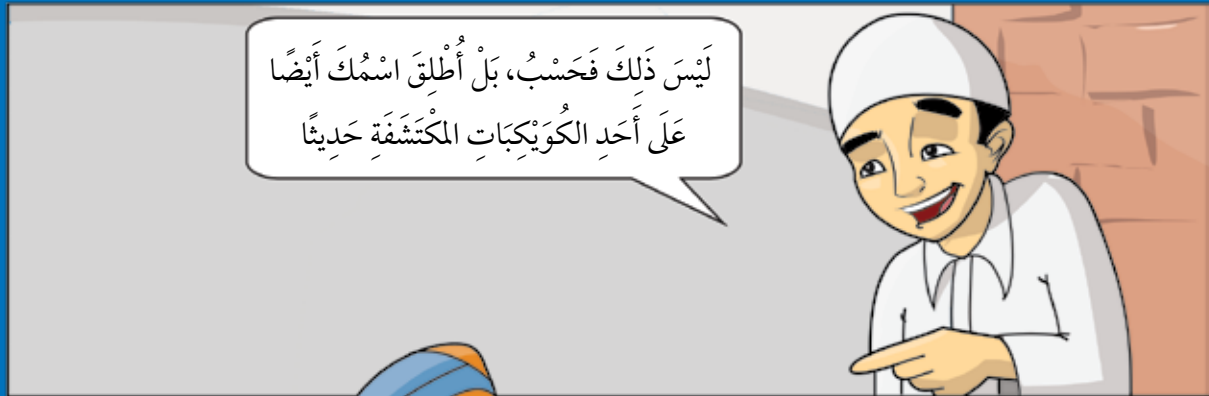 لَيْسَ ذَلِكَ فَحَسْبُ، بَلْ أُطْلِقَ اسْمُكَ أَيْضًا
عَلَى أَحَدِ الكُوَيْكِبَاتِ المكْتَشَفَةِ حَدِيثًا